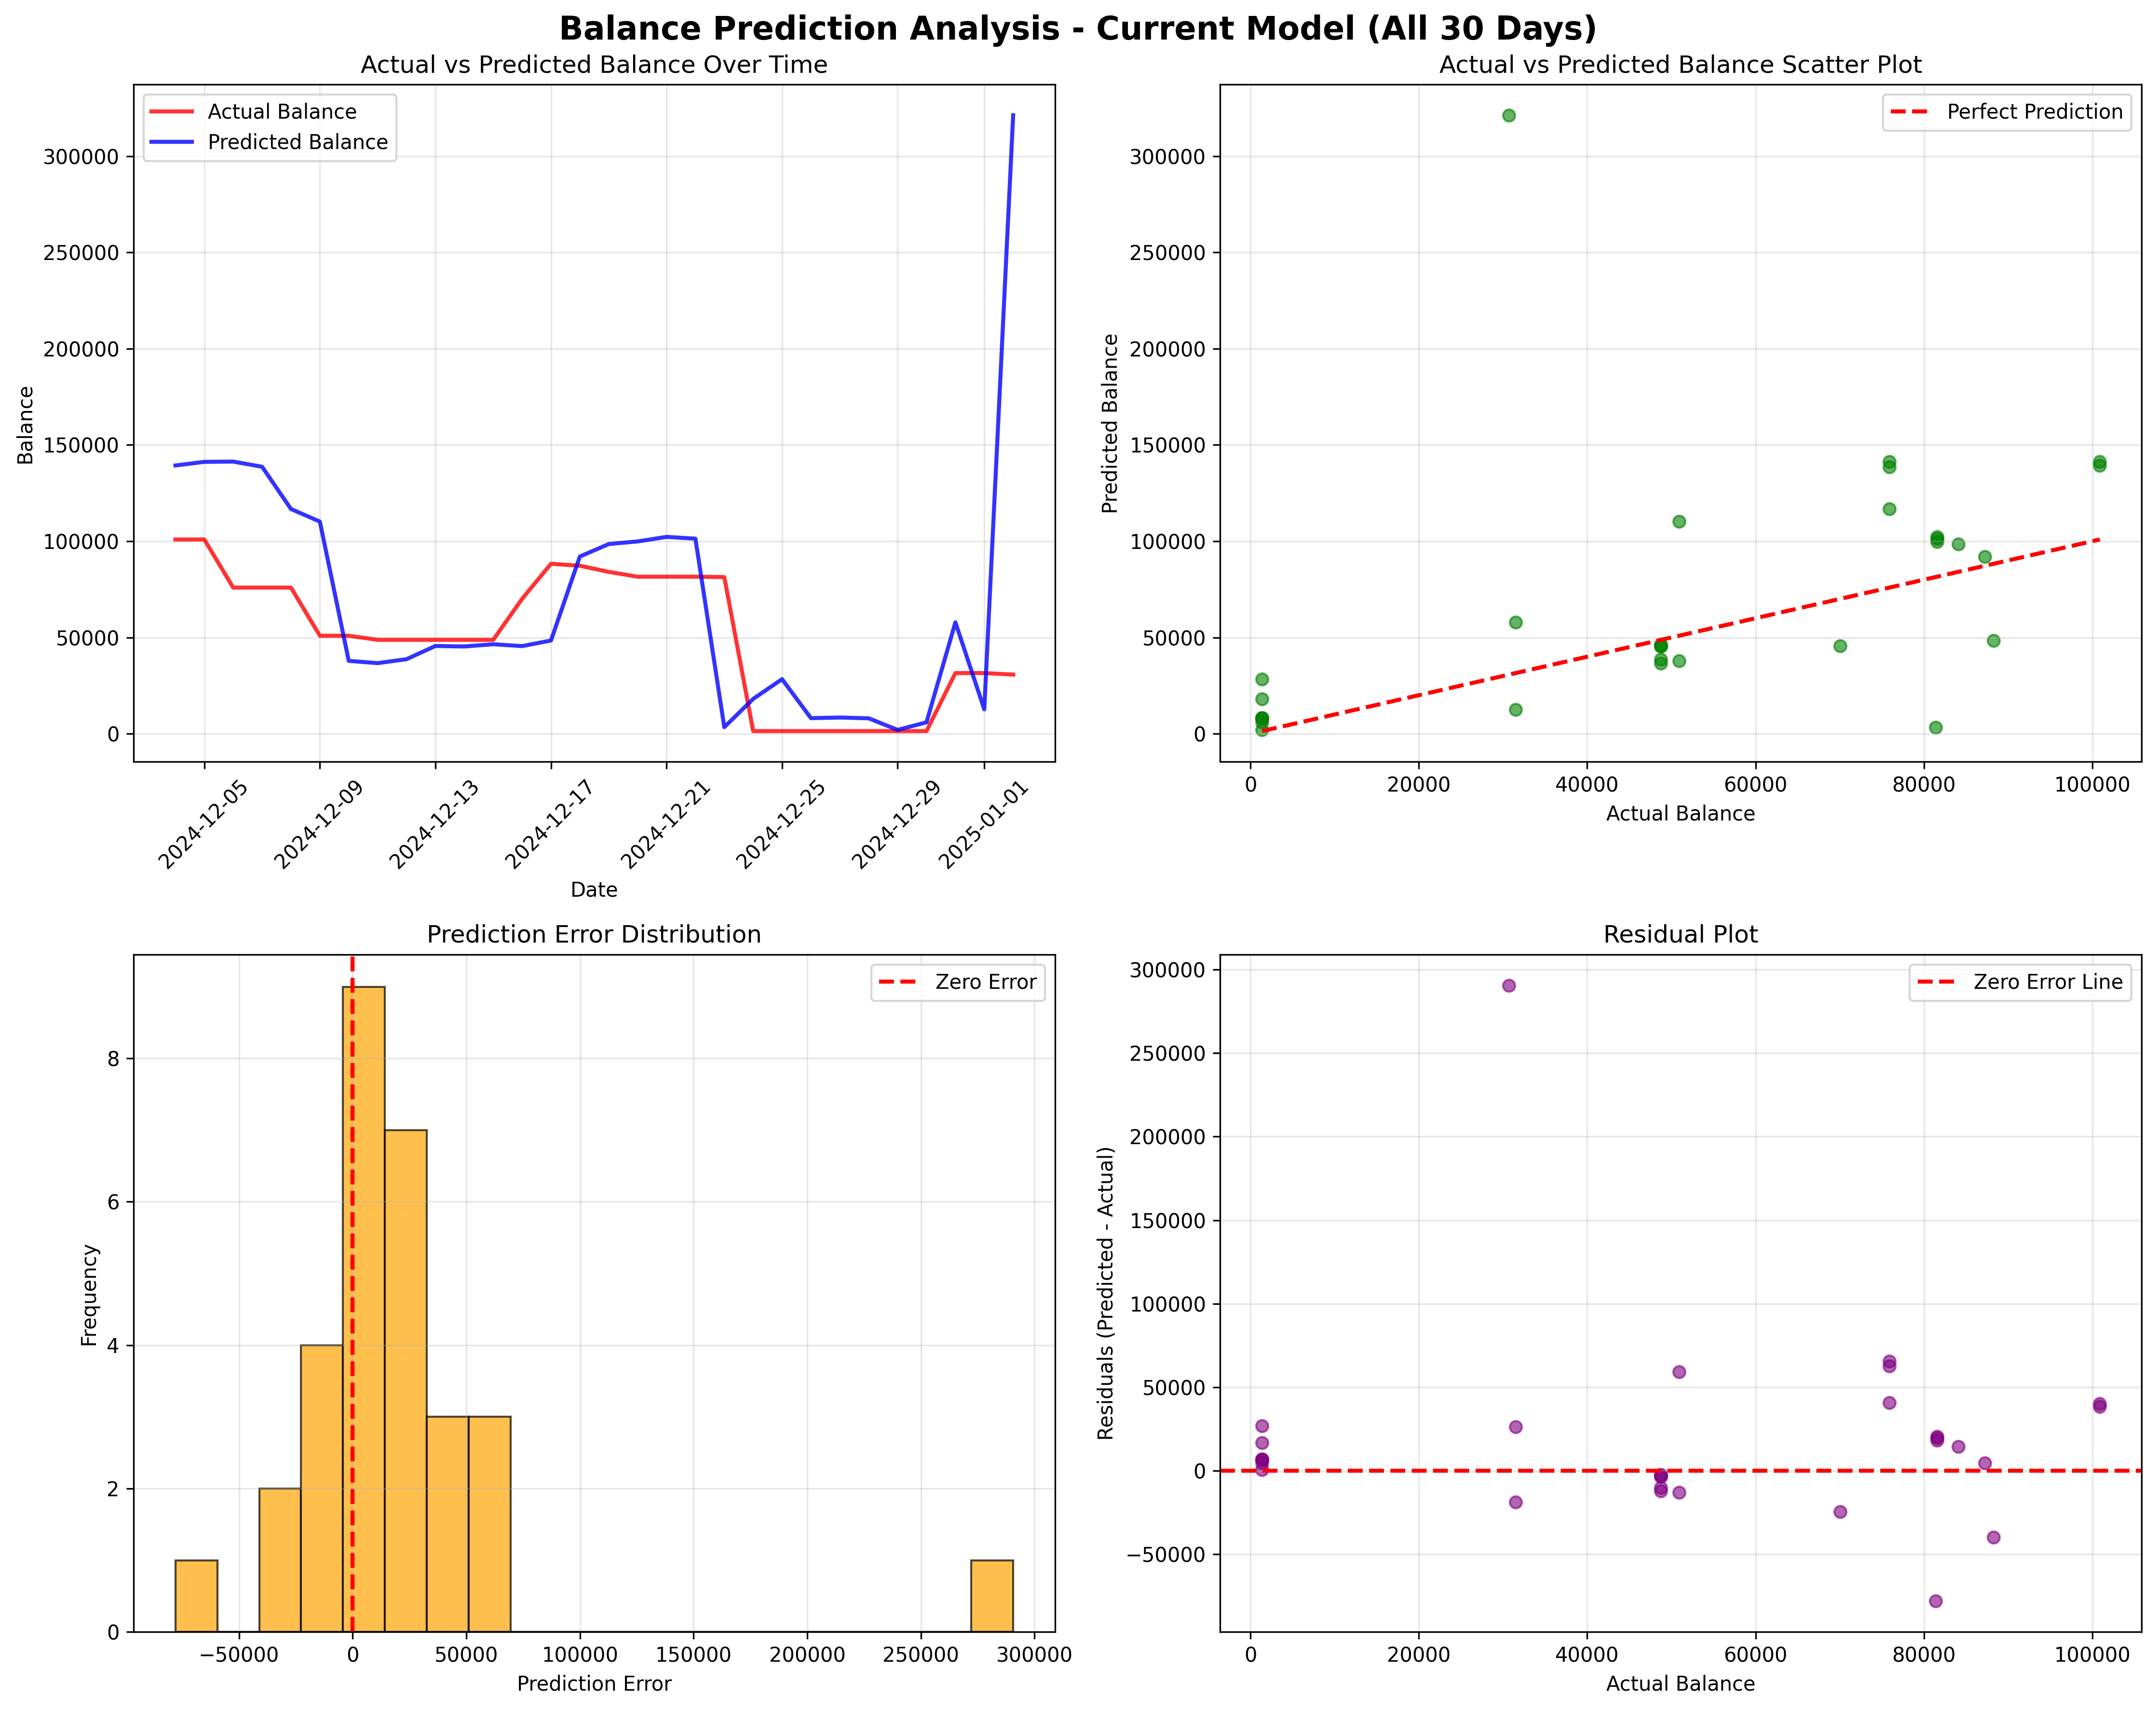 Balance Prediction Analysis - Current Model (All 30 Days)
Actual vs Predicted Balance Over Time
Actual Balance
Predicted Balance
300000
250000
200000
150000
100000
50000
0
Balance
2024-12-05
2024-12-09
2024-12-13
2024-12-17
2024-12-21
2024-12-25
2024-12-29
2025-01-01
Date
Actual vs Predicted Balance Scatter Plot
Perfect Prediction
300000
250000
200000
150000
100000
50000
0
Predicted Balance
0 20000 40000 60000 80000 100000
Actual Balance
Prediction Error Distribution
Zero Error
8
6
4
2
0
Frequency
−50000 0 50000 100000 150000 200000 250000 300000
Prediction Error
Residual Plot
Zero Error Line
300000
250000
200000
150000
100000
50000
0
−50000
Residuals (Predicted - Actual)
0 20000 40000 60000 80000 100000
Actual Balance